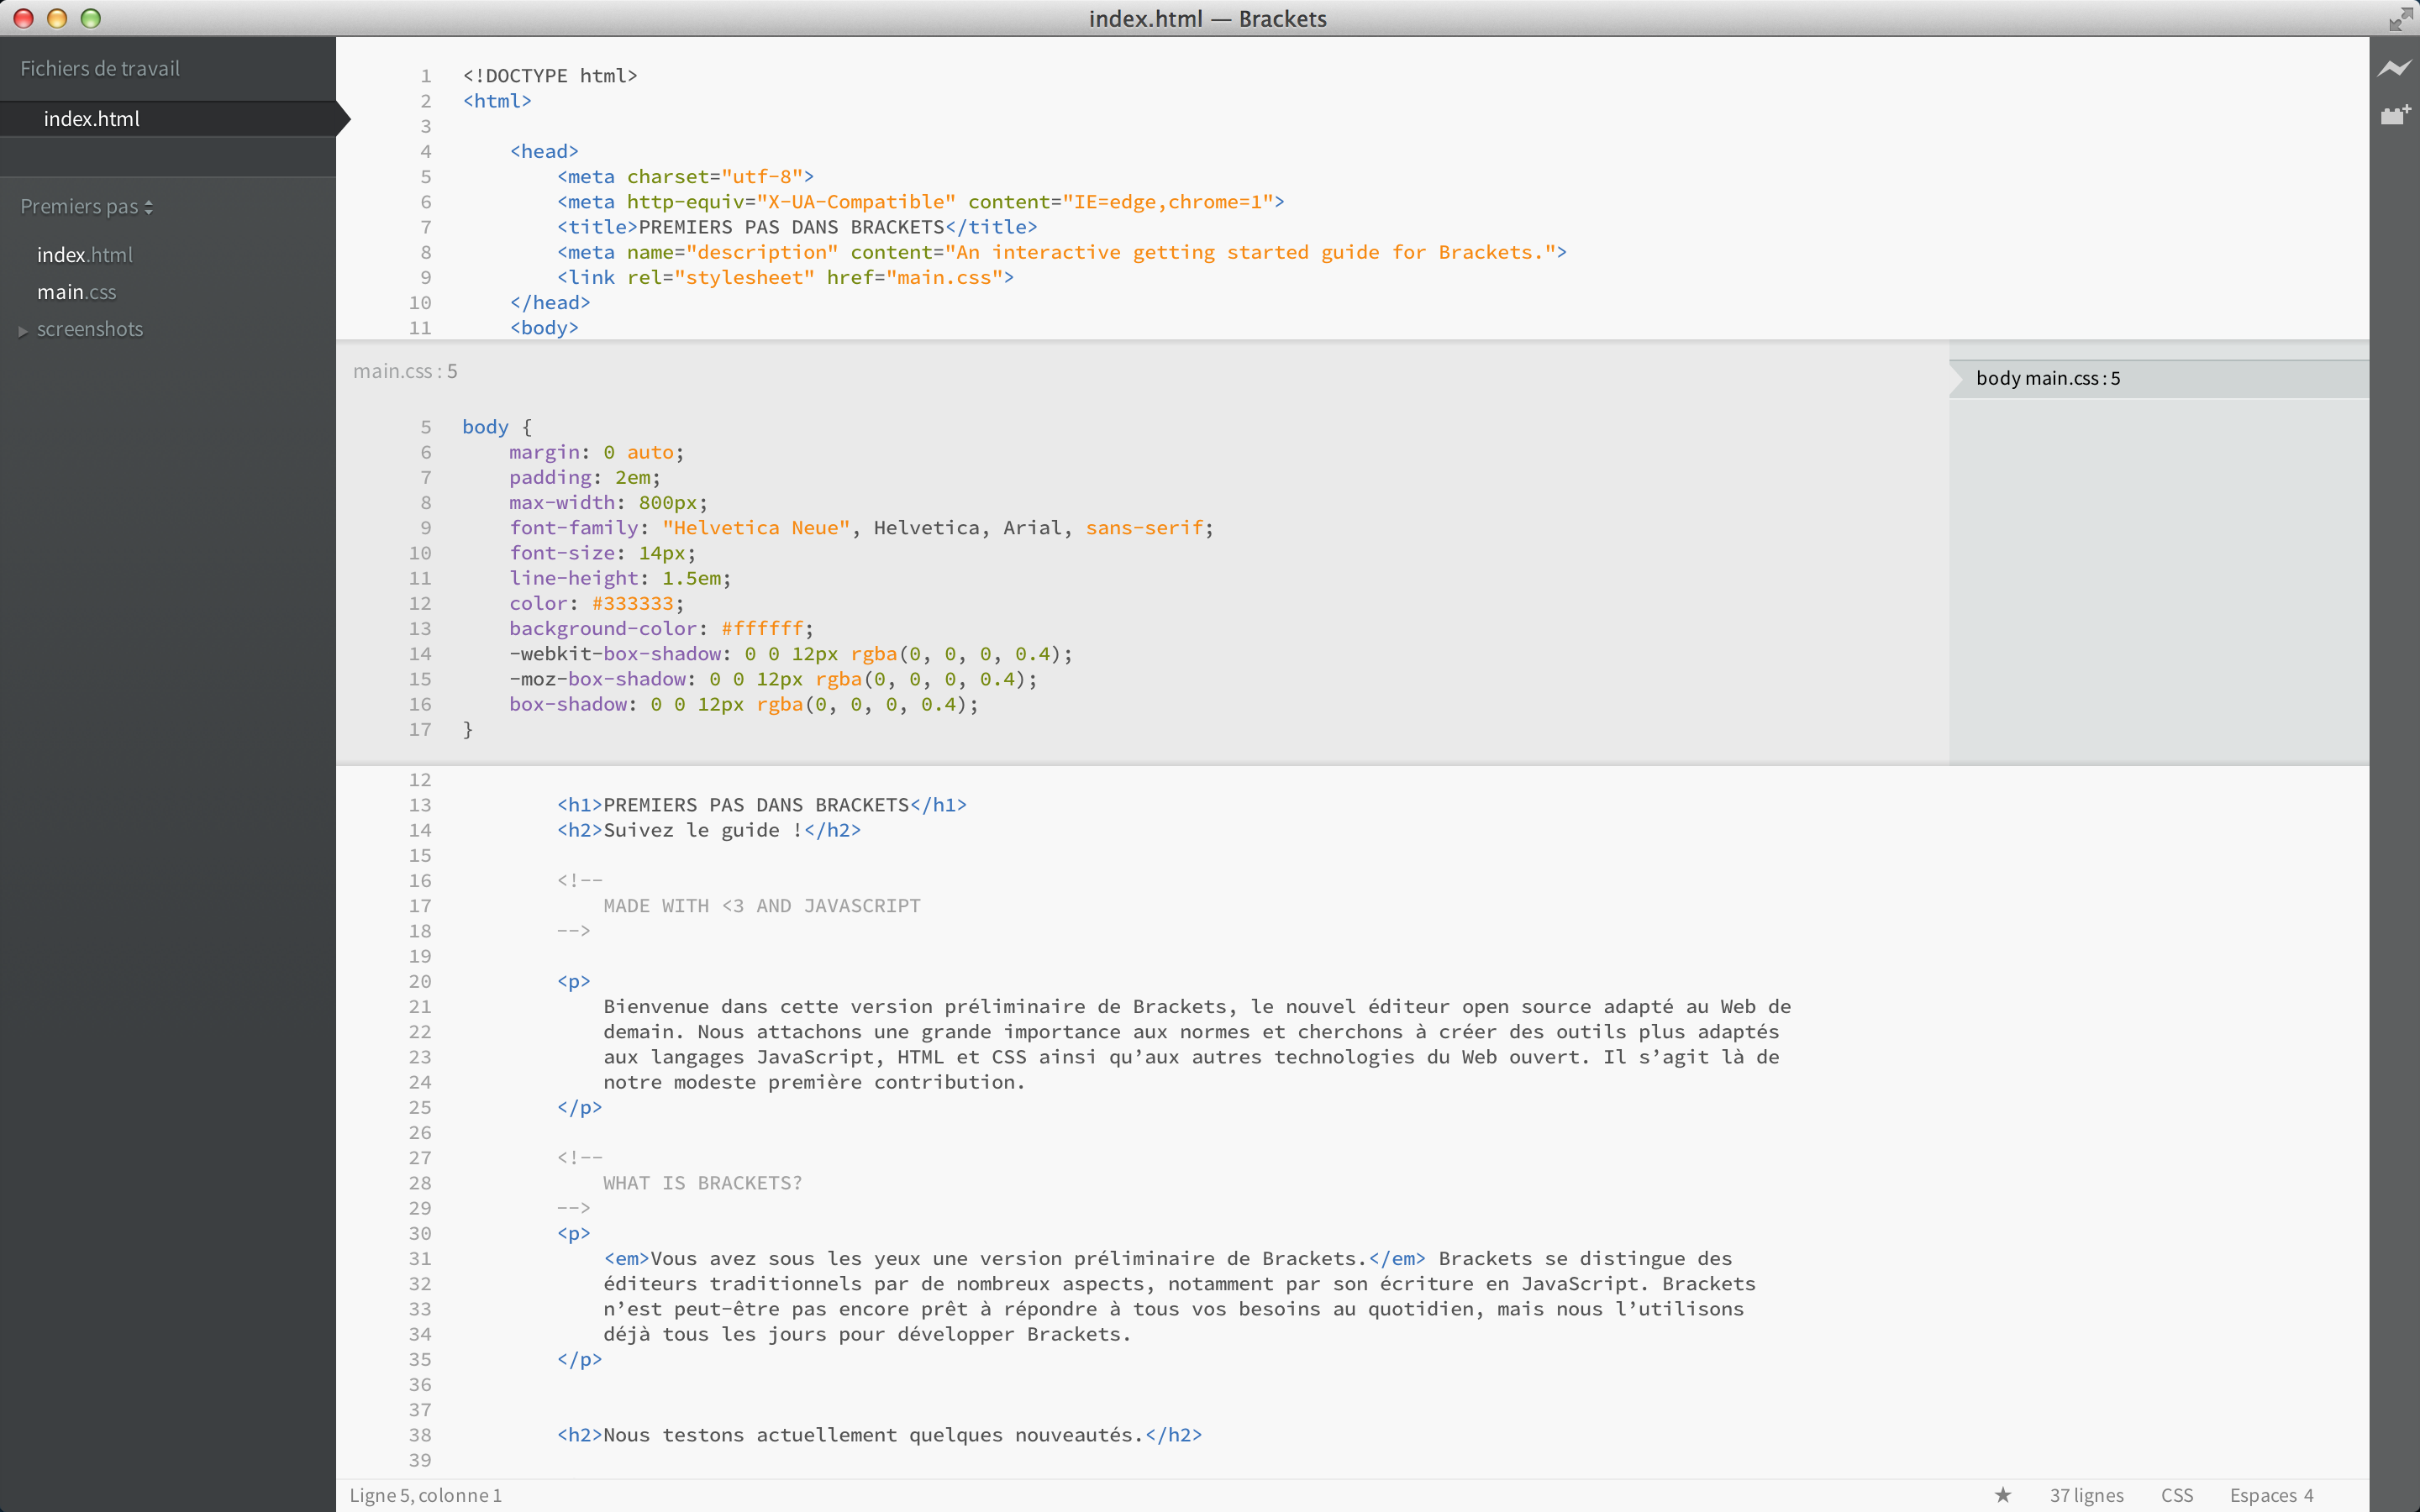 index.html — Brackets
Fichiers de travail
index.html
Premiers pas
index.html
main.css
screenshots
1 <!DOCTYPE html>
2 <html>
3
4 <head>
5 <meta charset="utf-8">
6 <meta http-equiv="X-UA-Compatible" content="IE=edge,chrome=1">
7 <title>PREMIERS PAS DANS BRACKETS</title>
8 <meta name="description" content="An interactive getting started guide for Brackets.">
9 <link rel="stylesheet" href="main.css">
10 </head>
11 <body>
main.css : 5
body main.css : 5
5 body {
6 margin: 0 auto;
7 padding: 2em;
8 max-width: 800px;
9 font-family: "Helvetica Neue", Helvetica, Arial, sans-serif;
10 font-size: 14px;
11 line-height: 1.5em;
12 color: #333333;
13 background-color: #ffffff;
14 -webkit-box-shadow: 0 0 12px rgba(0, 0, 0, 0.4);
15 -moz-box-shadow: 0 0 12px rgba(0, 0, 0, 0.4);
16 box-shadow: 0 0 12px rgba(0, 0, 0, 0.4);
17 }
12
13 <h1>PREMIERS PAS DANS BRACKETS</h1>
14 <h2>Suivez le guide !</h2>
15
16 <!--
17 MADE WITH <3 AND JAVASCRIPT
18 -->
19
20 <p>
21 Bienvenue dans cette version préliminaire de Brackets, le nouvel éditeur open source adapté au Web de
22 demain. Nous attachons une grande importance aux normes et cherchons à créer des outils plus adaptés
23 aux langages JavaScript, HTML et CSS ainsi qu’aux autres technologies du Web ouvert. Il s’agit là de
24 notre modeste première contribution.
25 </p>
26
27 <!--
28 WHAT IS BRACKETS?
29 -->
30 <p>
31 <em>Vous avez sous les yeux une version préliminaire de Brackets.</em> Brackets se distingue des
32 éditeurs traditionnels par de nombreux aspects, notamment par son écriture en JavaScript. Brackets
33 n’est peut-être pas encore prêt à répondre à tous vos besoins au quotidien, mais nous l’utilisons
34 déjà tous les jours pour développer Brackets.
35 </p>
36
37
38 <h2>Nous testons actuellement quelques nouveautés.</h2>
39
Ligne 5, colonne 1
37 lignes CSS Espaces 4